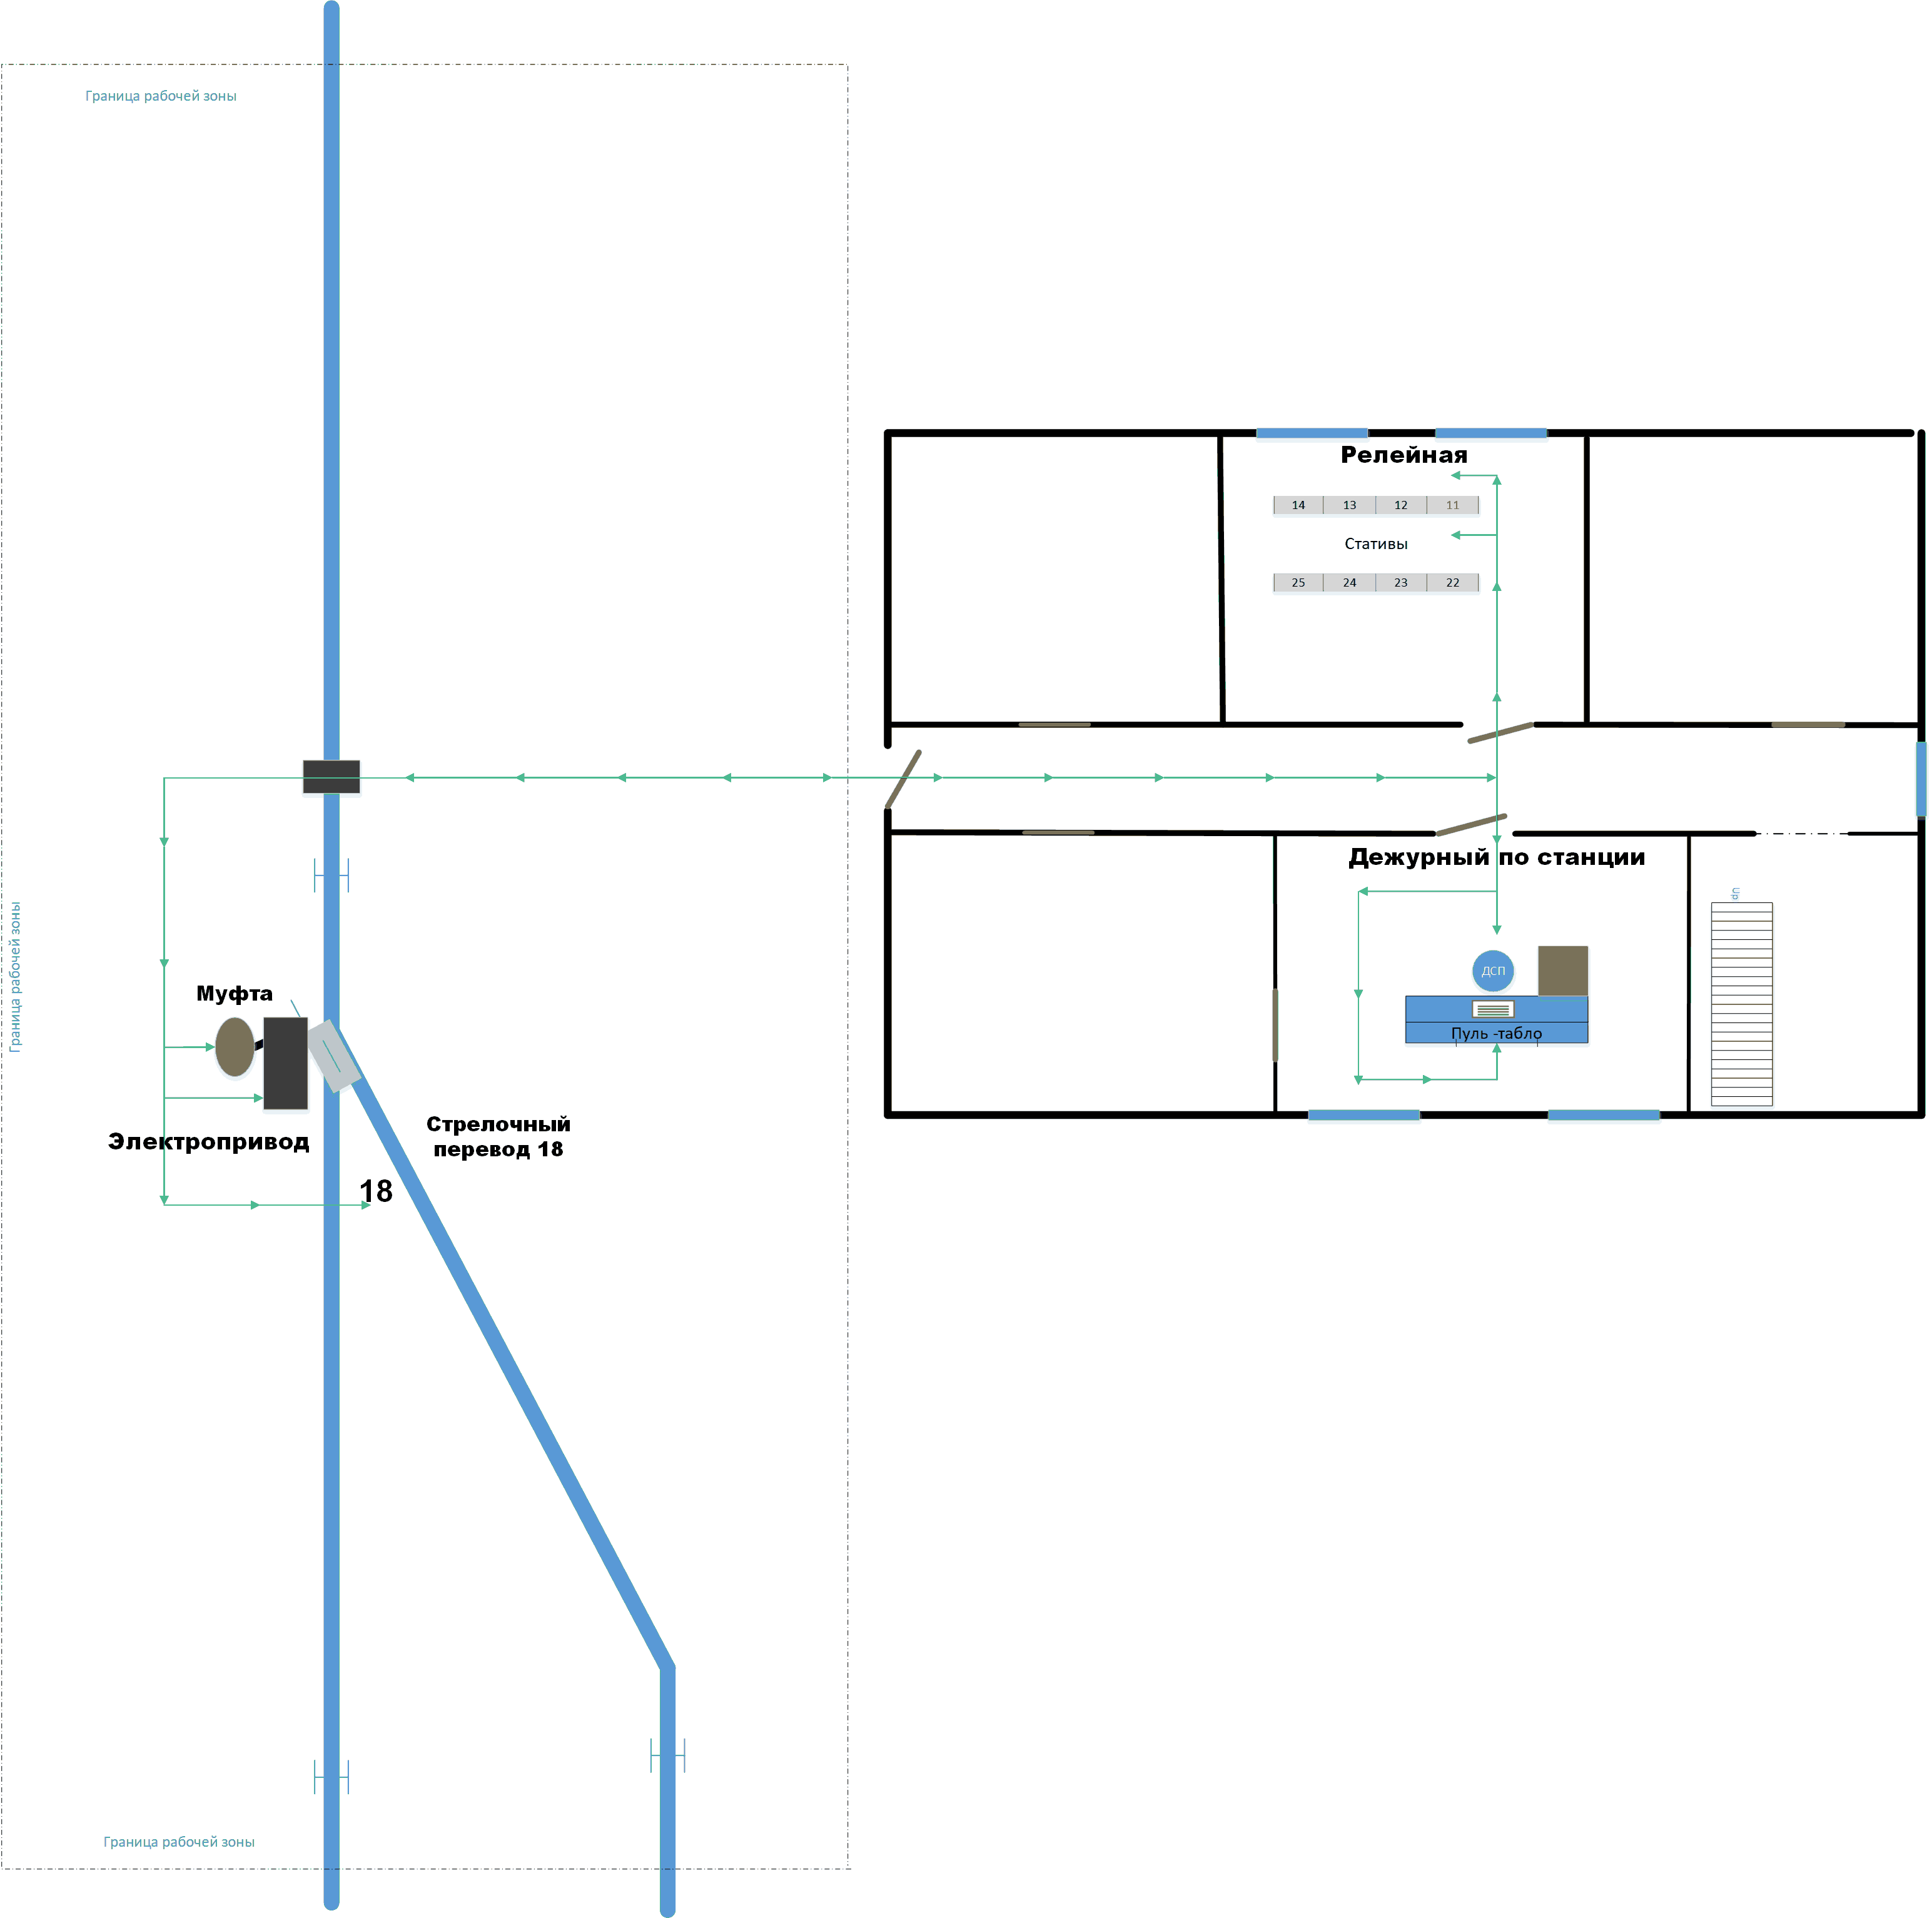 Граница рабочей зоны
Релейная
14 13 12 11
Стативы
25 24 23 22
Дежурный по станции
Up
ДСП
Пуль -табло
Граница рабочей зоны
Муфта
Электропривод
Стрелочный
перевод 18
18
Граница рабочей зоны